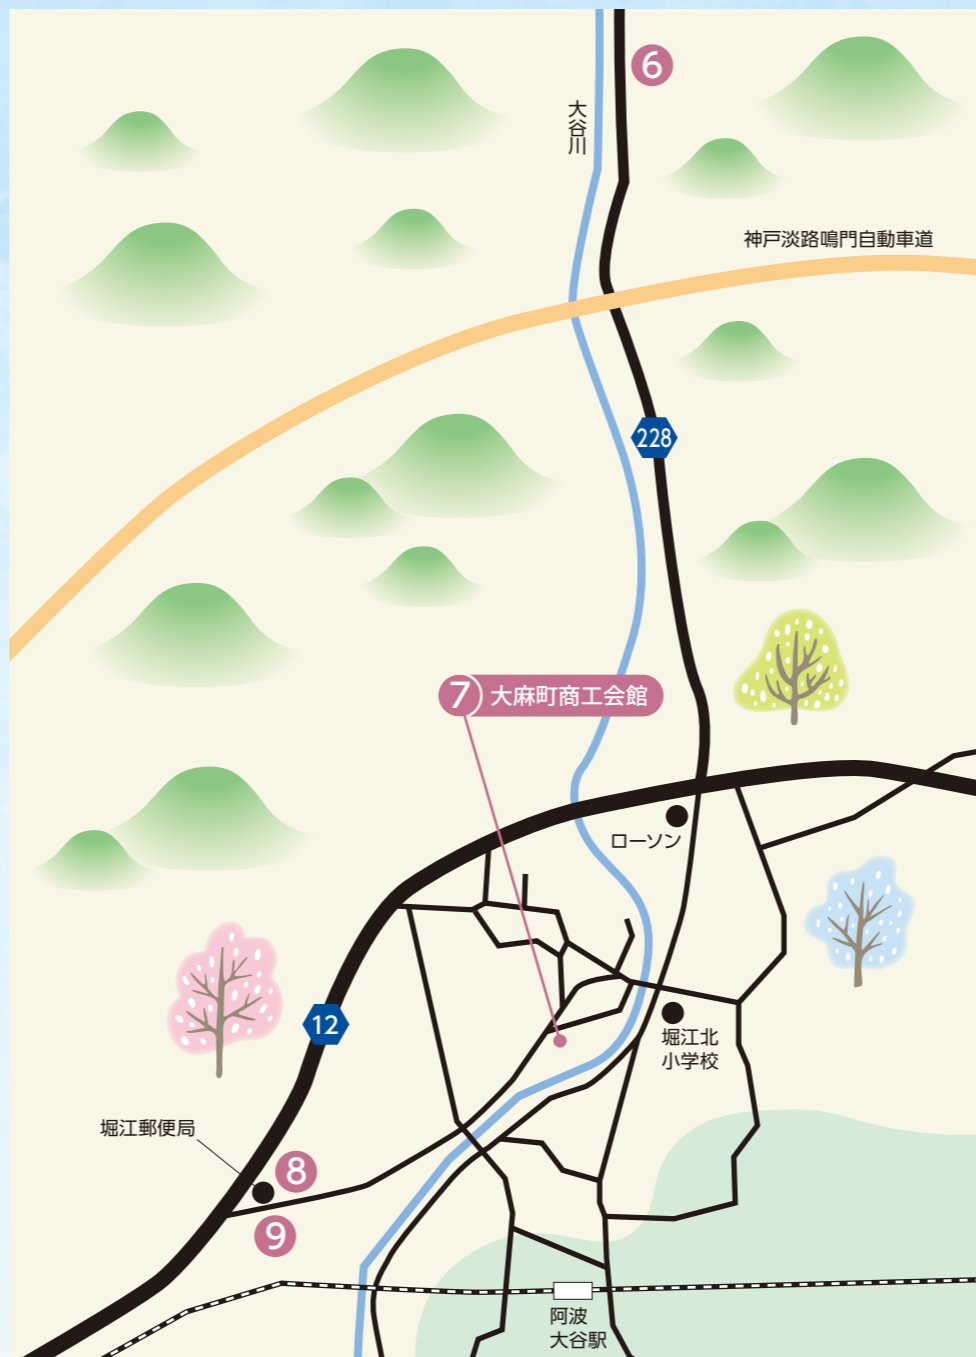 6
大谷川
神戸淡路鳴門自動車道
228
7 大麻町商工会館
ローソン
12
堀江北
小学校
堀江郵便局
8
9
阿波
大谷駅